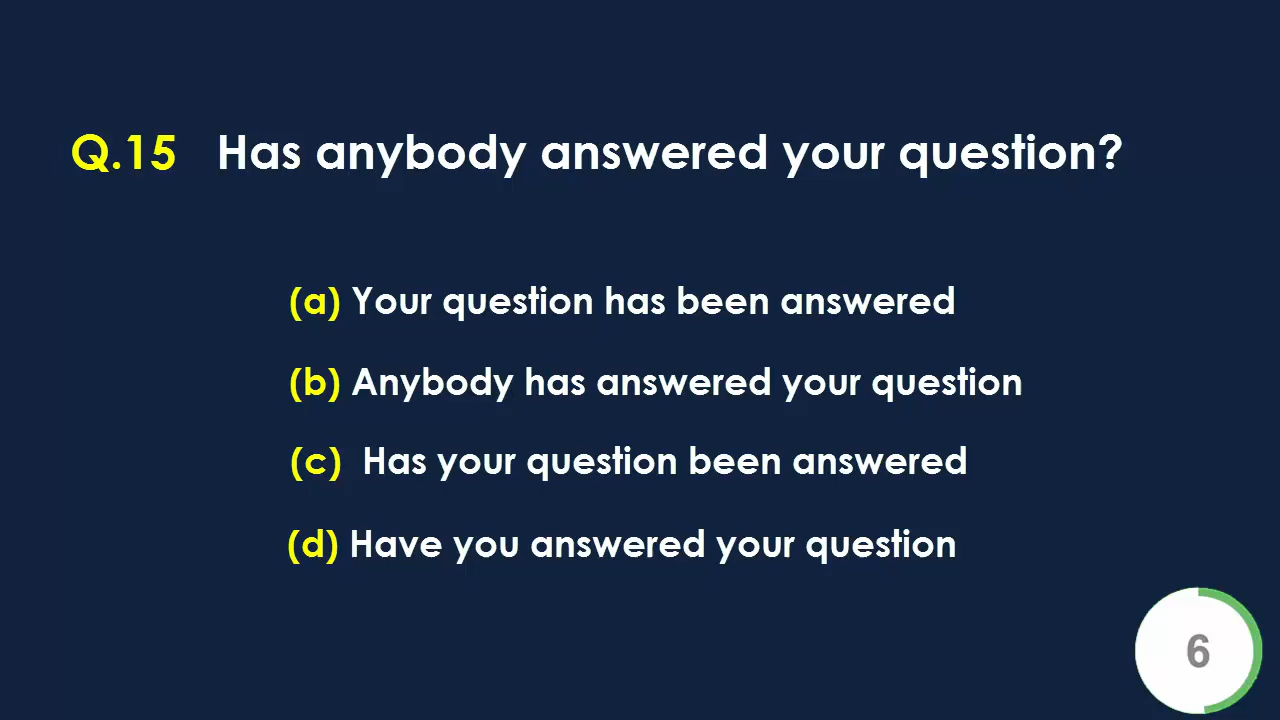 Q.15 Has anybody answered your question?
(a) Your question has been answered
(b) Anybody has answered your question
(c) Has your question been answered
(d) Have you answered your question
6